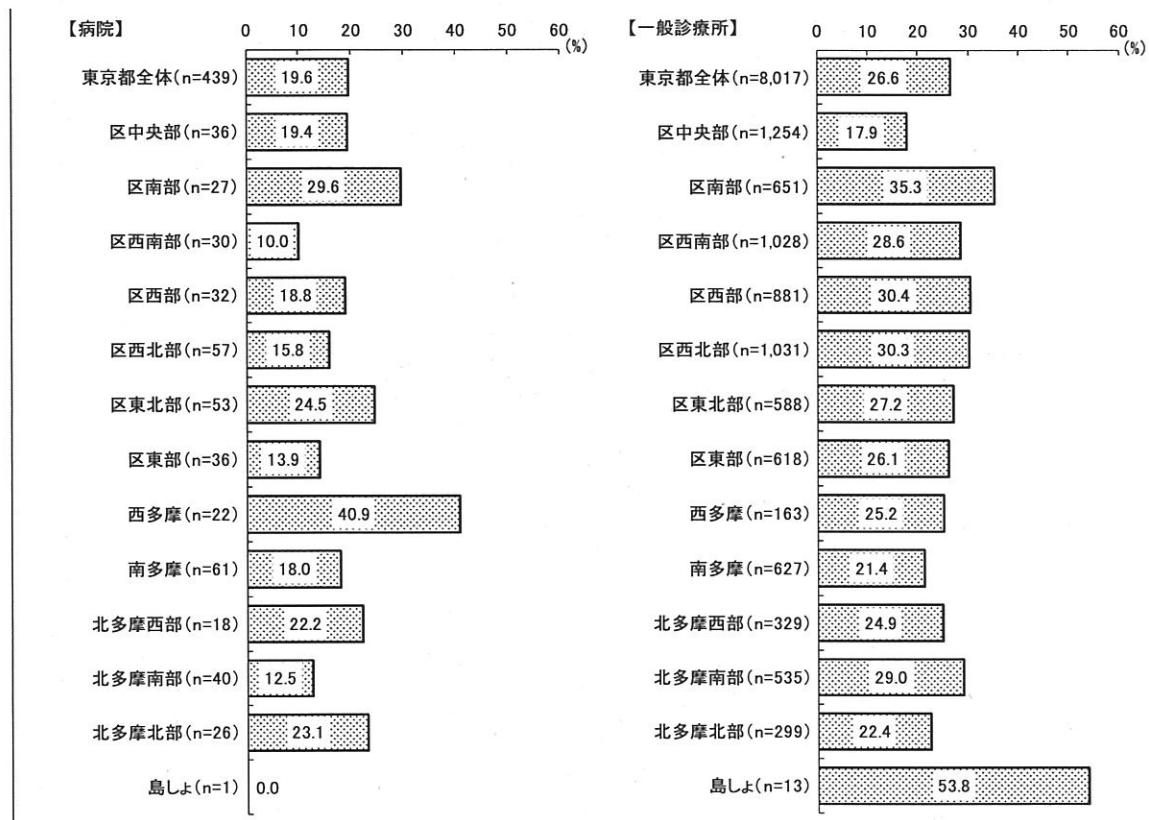 【病院】
0 10 20 30 40 50 60
(%)
東京都全体(n=439) 19.6
区中央部(n=36) 19.4
区南部(n=27) 29.6
区西南部(n=30) 10.0
区西部(n=32) 18.8
区西北部(n=57) 15.8
区東北部(n=53) 24.5
区東部(n=36) 13.9
西多摩(n=22) 40.9
南多摩(n=61) 18.0
北多摩西部(n=18) 22.2
北多摩南部(n=40) 12.5
北多摩北部(n=26) 23.1
島しょ(n=1) 0.0
【一般診療所】
0 10 20 30 40 50 60
(%)
東京都全体(n=8,017) 26.6
区中央部(n=1,254) 17.9
区南部(n=651) 35.3
区西南部(n=1,028) 28.6
区西部(n=881) 30.4
区西北部(n=1,031) 30.3
区東北部(n=588) 27.2
区東部(n=618) 26.1
西多摩(n=163) 25.2
南多摩(n=627) 21.4
北多摩西部(n=329) 24.9
北多摩南部(n=535) 29.0
北多摩北部(n=299) 22.4
島しょ(n=13) 53.8